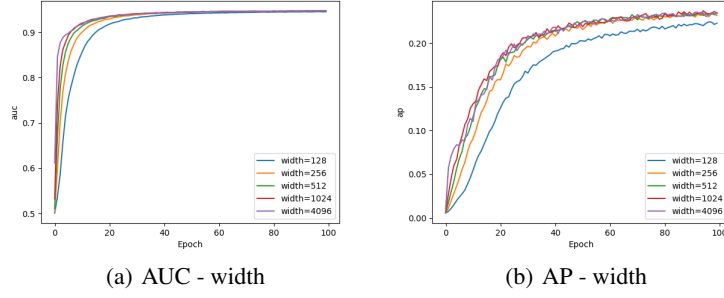 0.9
0.8
0.7
0.6
0.5
auc
0 20 40 60 80 100
Epoch
width=128
width=256
width=512
width=1024
width=4096
(a) AUC - width
0.20
0.15
0.10
0.05
0.00
ap
0 20 40 60 80 100
Epoch
width=128
width=256
width=512
width=1024
width=4096
(b) AP - width